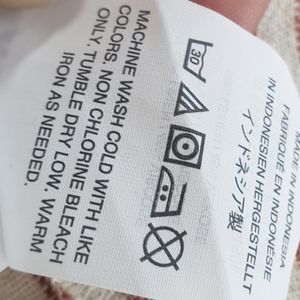 MADE IN INDONESIA
FABRIQUE EN INDONESIE
IN INDONESIEN HERGESTELLT
インドネシア製
30
MACHINE WASH COLD WITH LIKE
COLORS. NON CHLORINE BLEACH
ONLY. TUMBLE DRY LOW. WARM
IRON AS NEEDED.